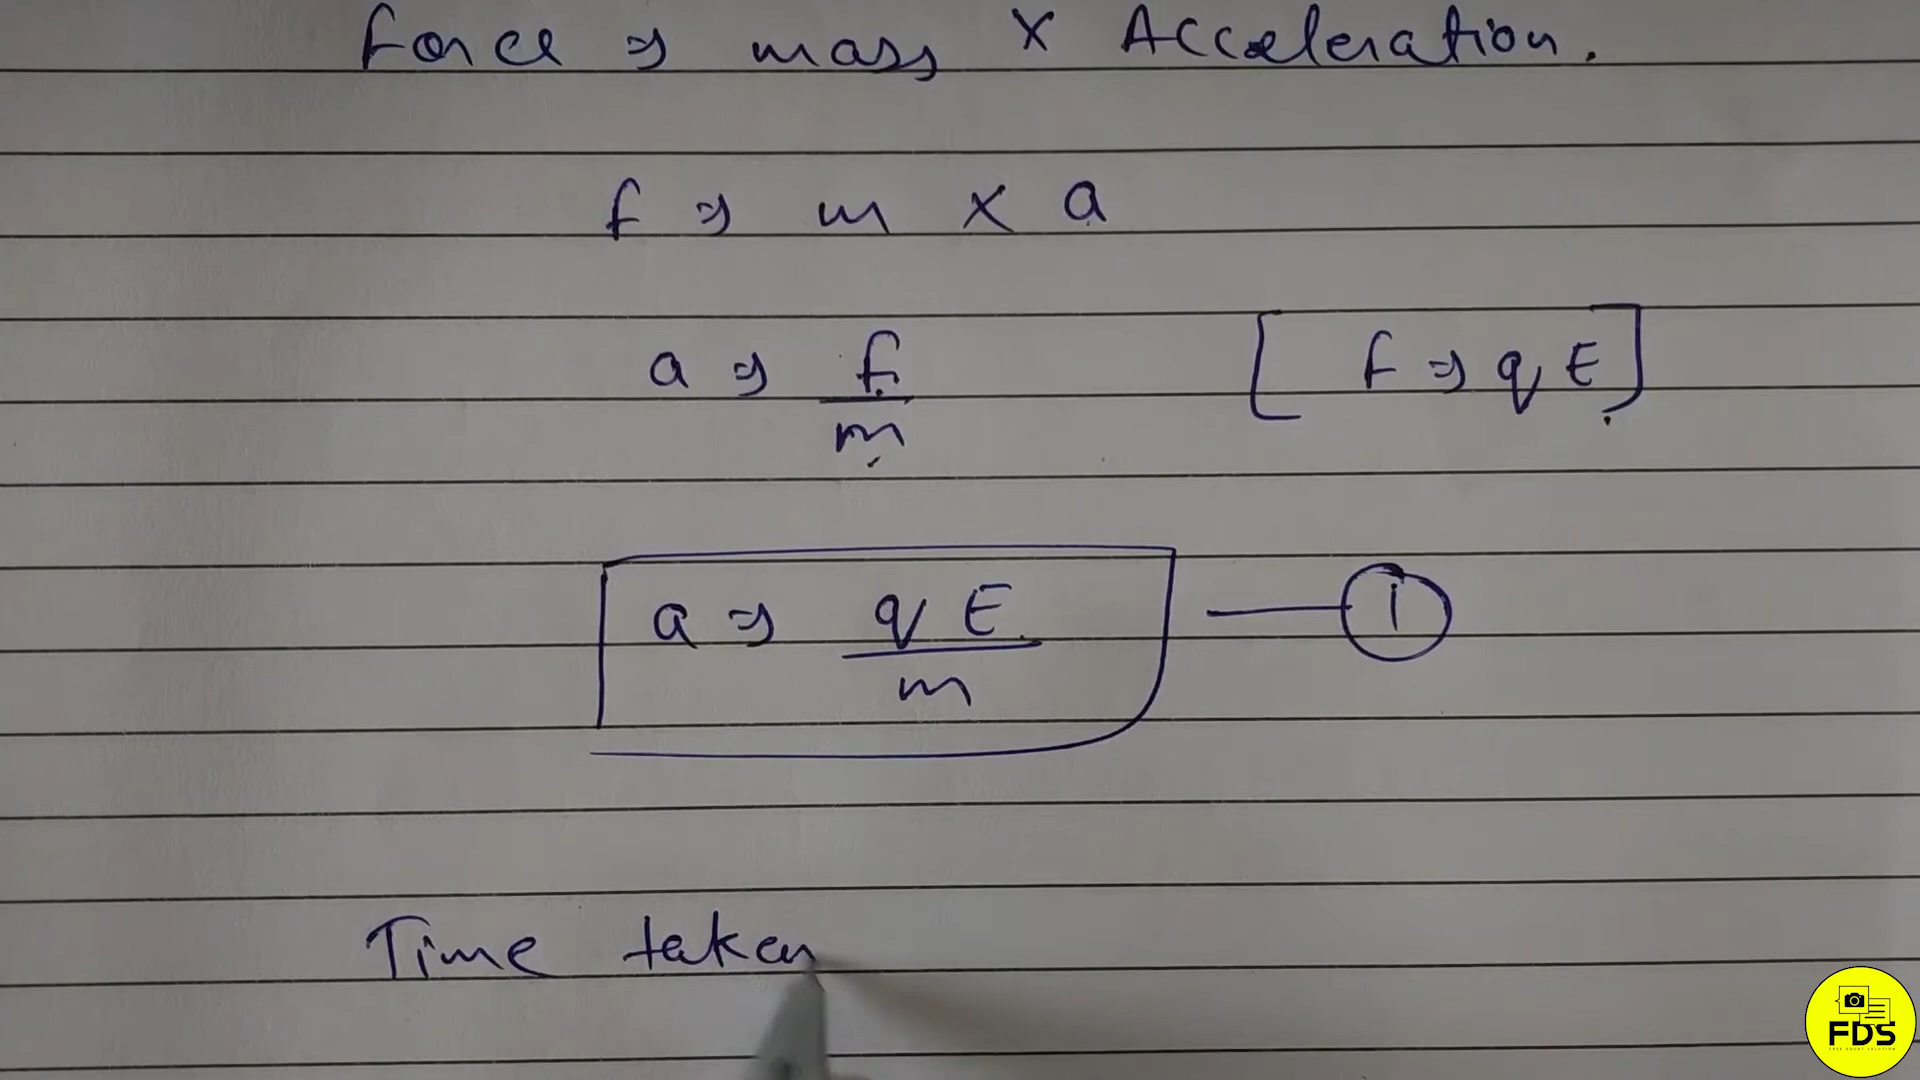 Force ⇒ mass × Acceleration.
f ⇒ m × a
a ⇒ f/m [ f ⇒ qE ]
a ⇒ qE/m — 1
Time taken
FDS